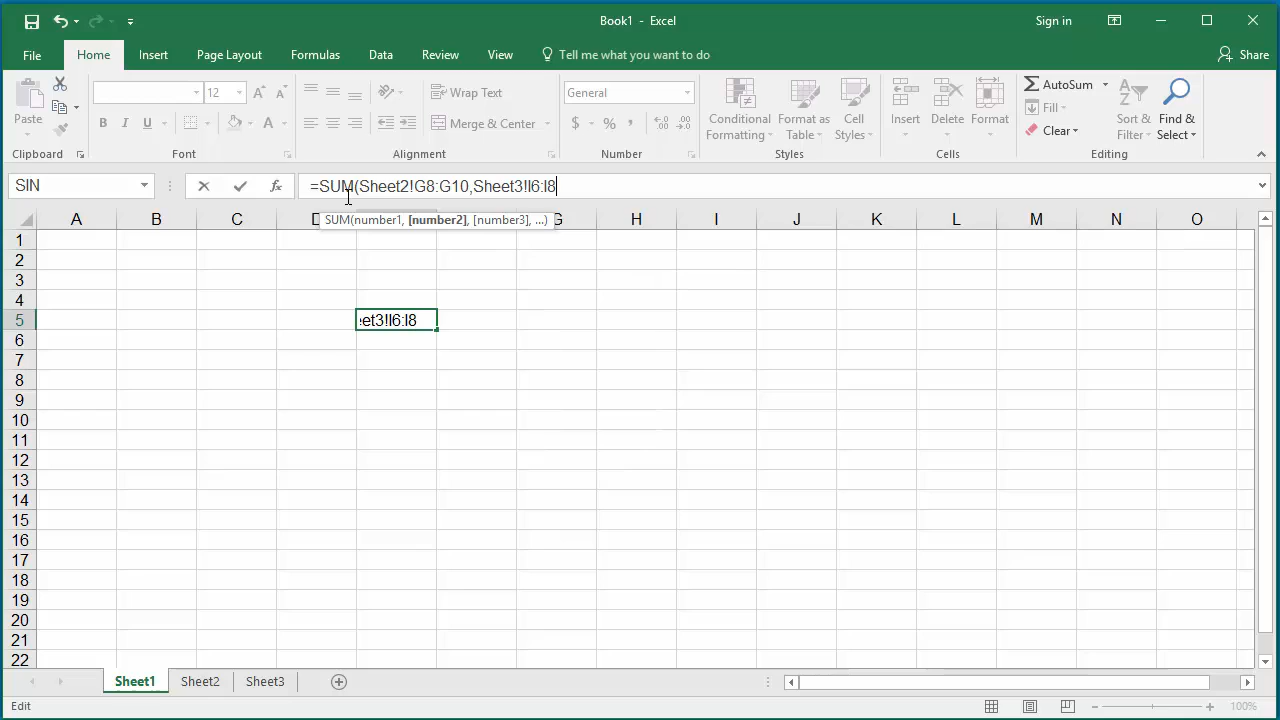 Book1 - Excel
Sign in
File Home Insert Page Layout Formulas Data Review View Tell me what you want to do Share
Paste
Clipboard
12
B I U
Font
Wrap Text
Merge & Center
Alignment
General
$ % ,
Number
Conditional Formatting
Format as Table
Cell Styles
Styles
Insert Delete Format
Cells
AutoSum
Fill
Clear
Sort & Filter
Find & Select
Editing
SIN
fx
=SUM(Sheet2!G8:G10,Sheet3!I6:I8
SUM(number1, [number2], [number3], ...)
A B C D G H I J K L M N O
1
2
3
4
5 et3!I6:I8
6
7
8
9
10
11
12
13
14
15
16
17
18
19
20
21
22
Sheet1 Sheet2 Sheet3
Edit
100%